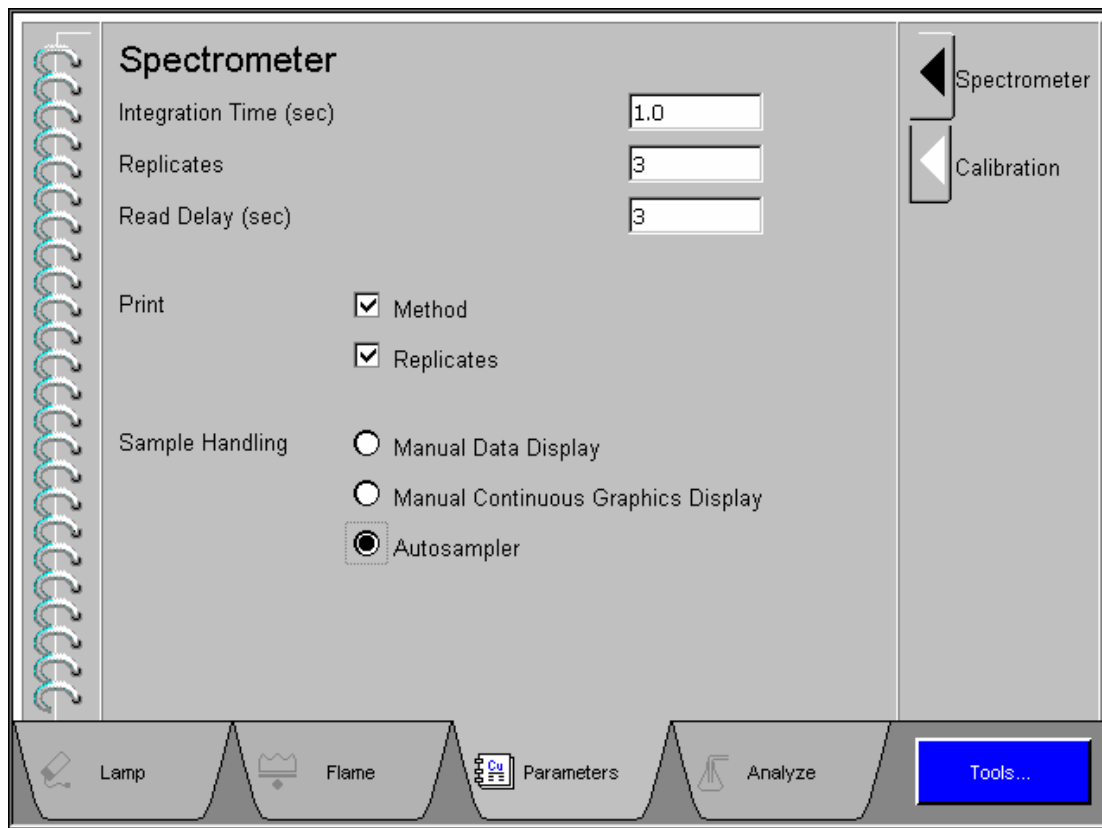 Spectrometer
Integration Time (sec) 1.0
Replicates 3
Read Delay (sec) 3
Print Method
Replicates
Sample Handling Manual Data Display
Manual Continuous Graphics Display
Autosampler
Spectrometer
Calibration
Lamp Flame Cu Parameters Analyze Tools...